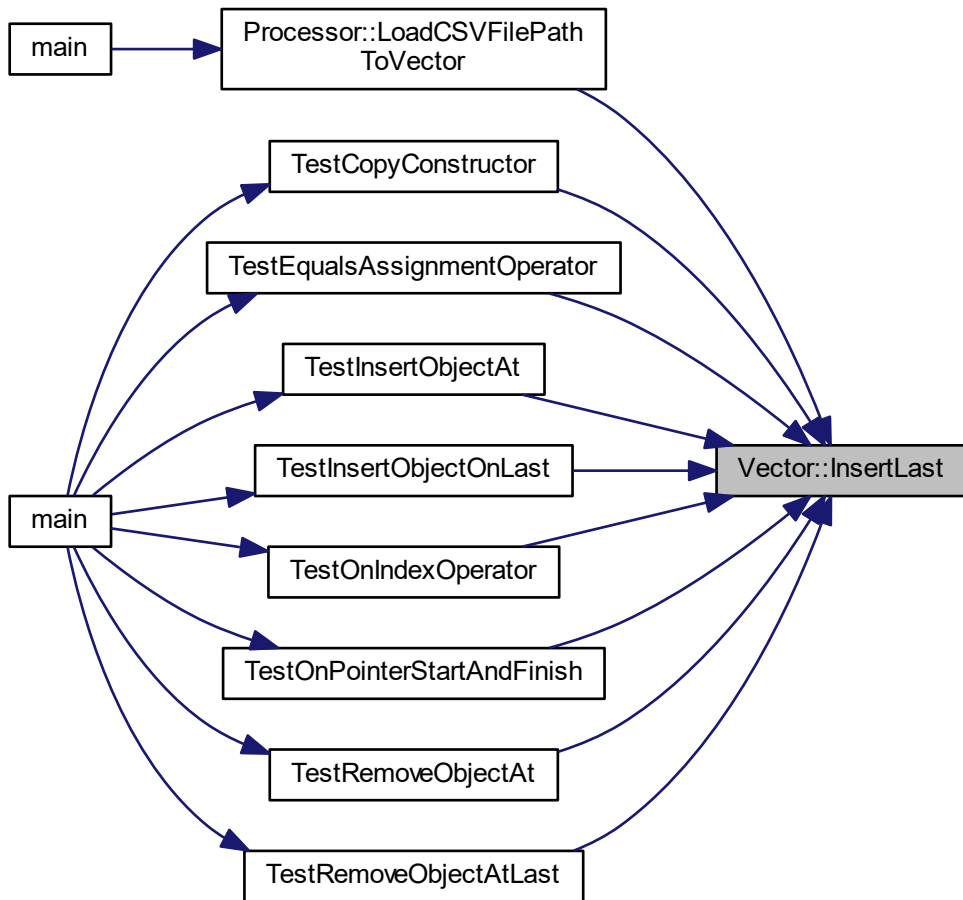 main
Processor::LoadCSVFilePath
ToVector
TestCopyConstructor
TestEqualsAssignmentOperator
TestInsertObjectAt
TestInsertObjectOnLast
Vector::InsertLast
main
TestOnIndexOperator
TestOnPointerStartAndFinish
TestRemoveObjectAt
TestRemoveObjectAtLast